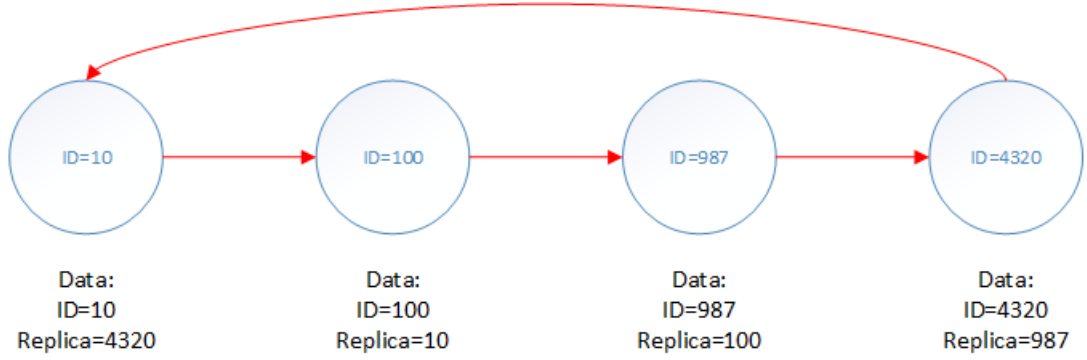 ID=10
ID=100
ID=987
ID=4320
Data:
ID=10
Replica=4320
Data:
ID=100
Replica=10
Data:
ID=987
Replica=100
Data:
ID=4320
Replica=987